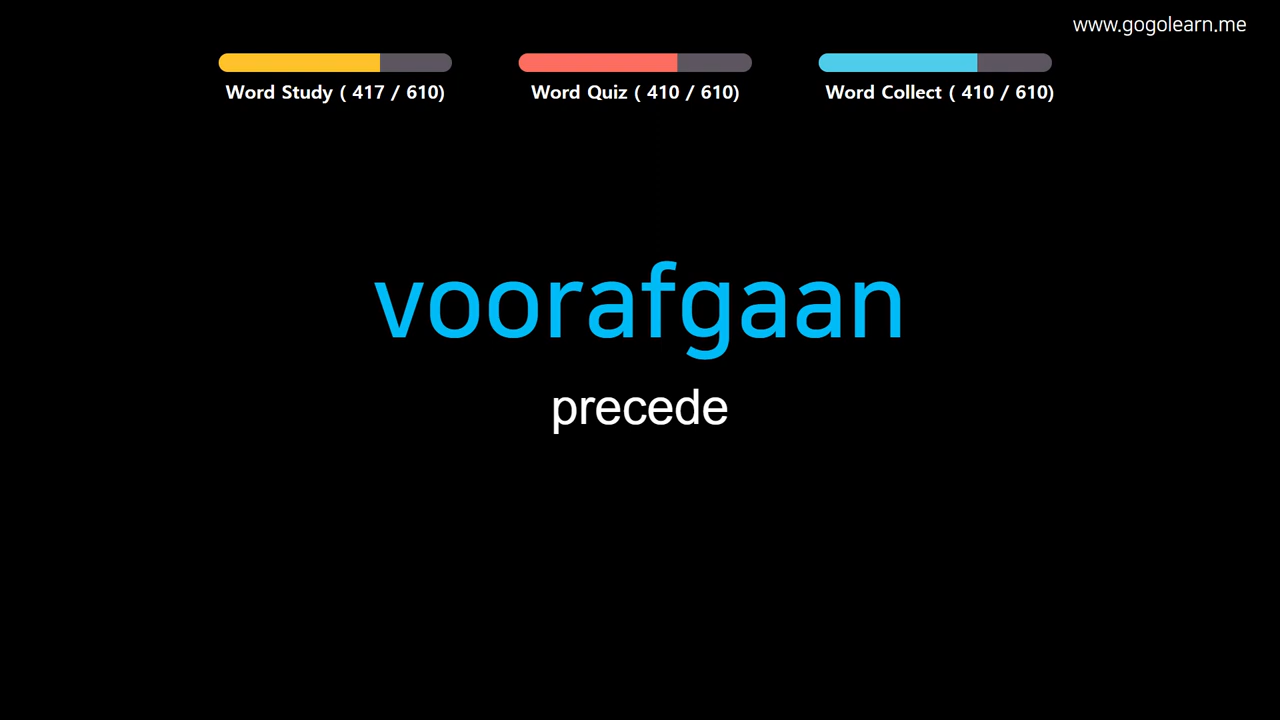 www.gogolearn.me
Word Study ( 417 / 610)
Word Quiz ( 410 / 610)
Word Collect ( 410 / 610)
voorafgaan
precede